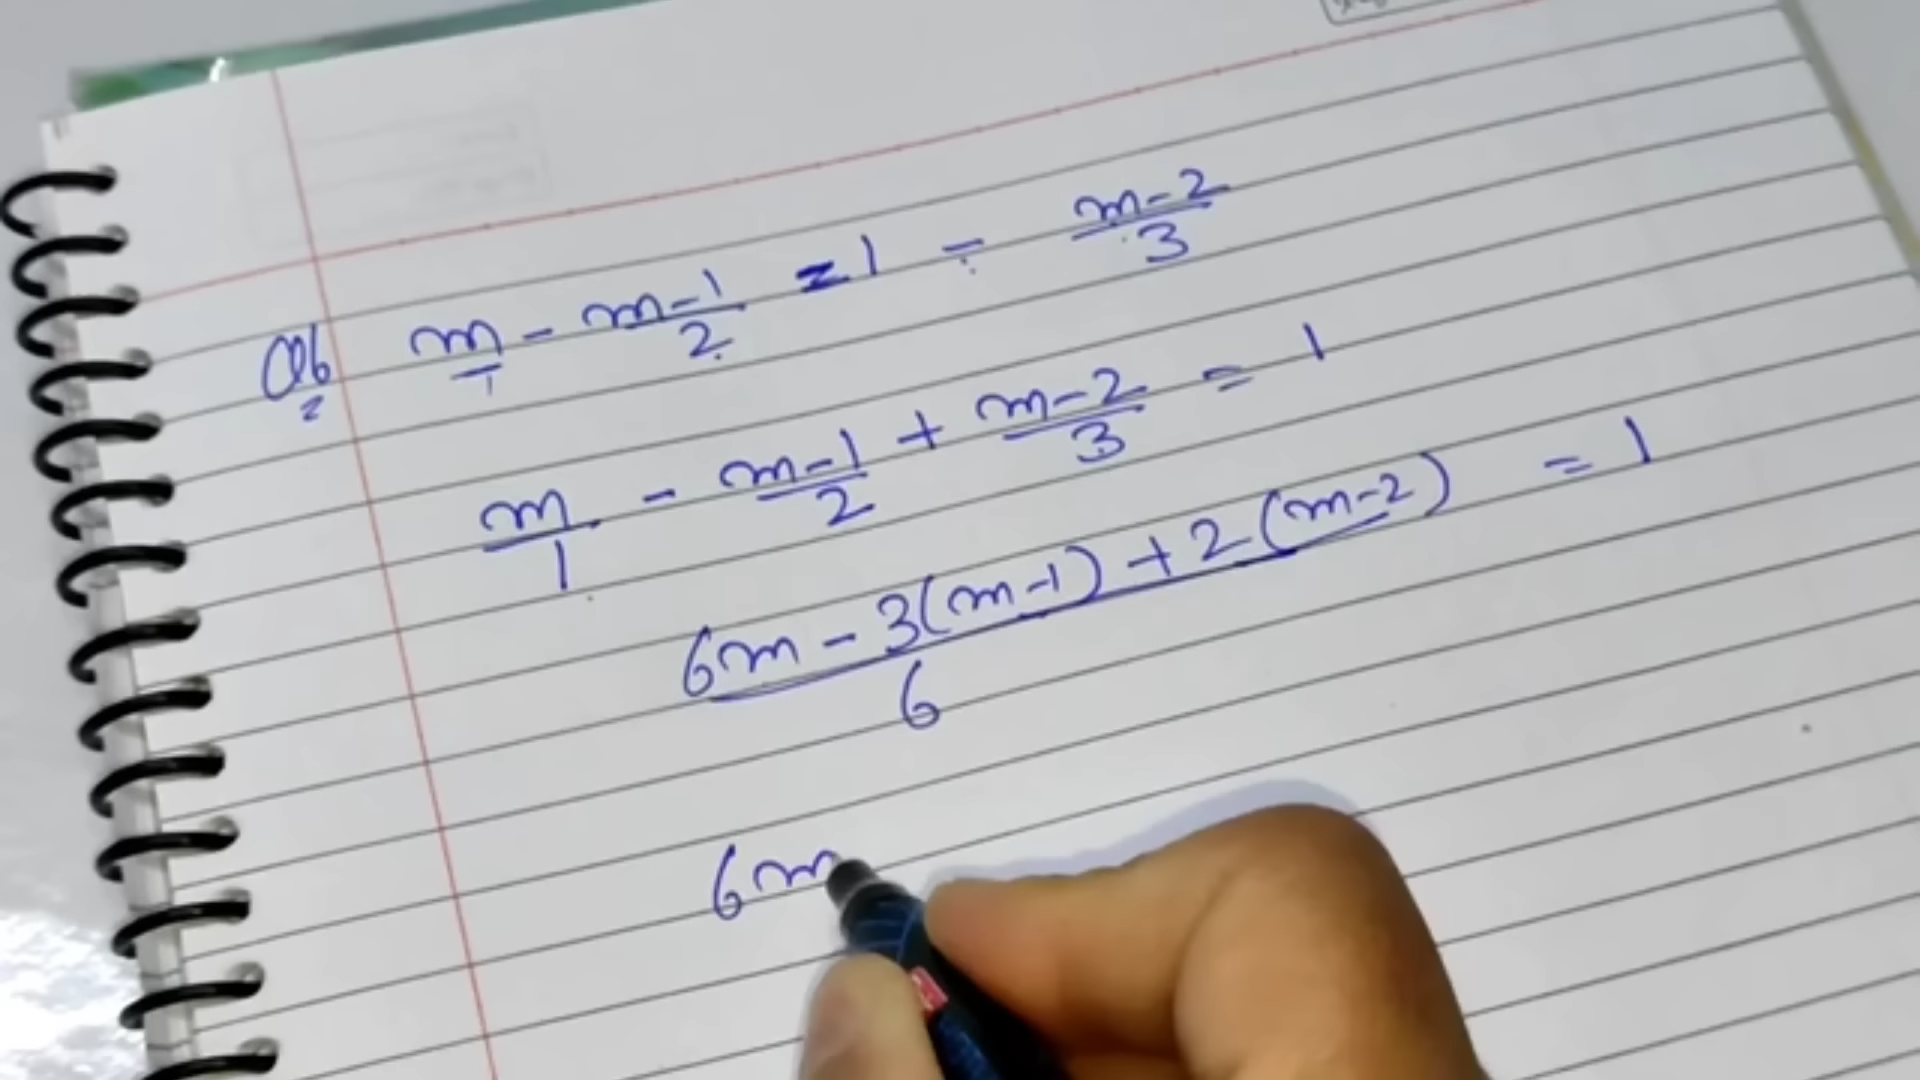 Q6 m/1 - m-1/2 = 1 - m-2/3
m/1 - m-1/2 + m-2/3 = 1
6m - 3(m-1) + 2(m-2) / 6 = 1
6m